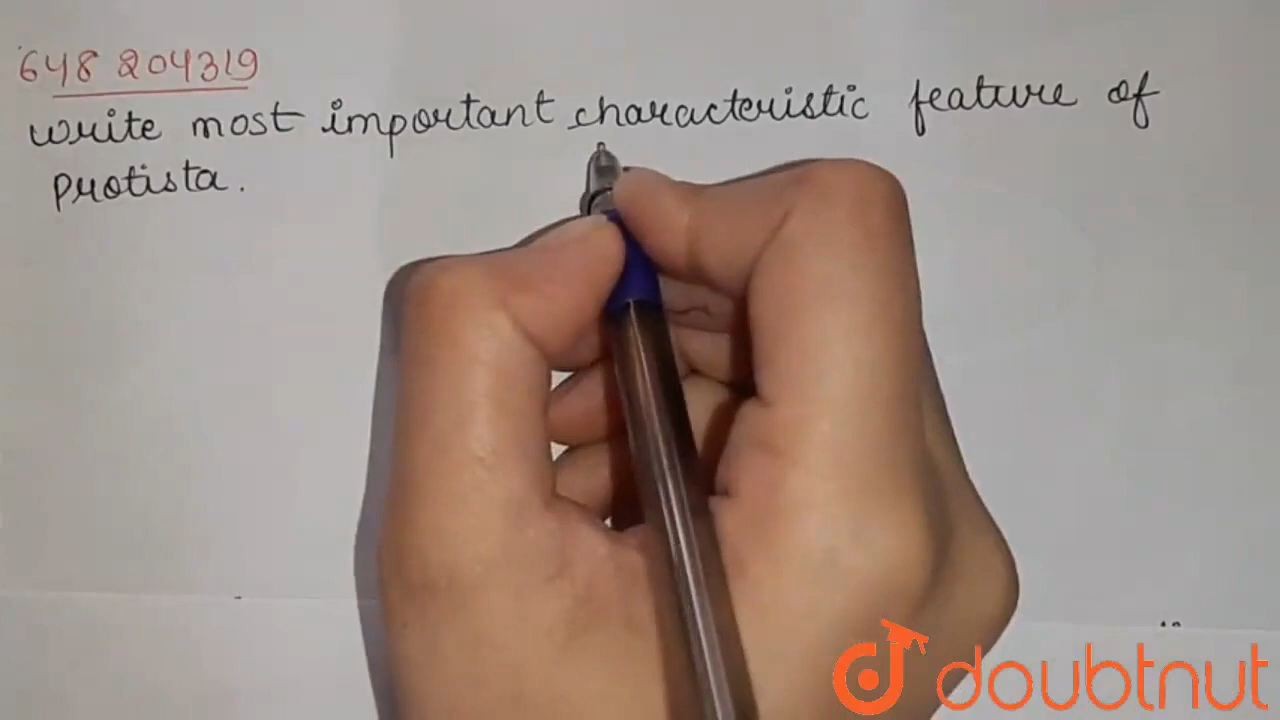 648 204319
write most important characteristic feature of
Protista.
doubtnut